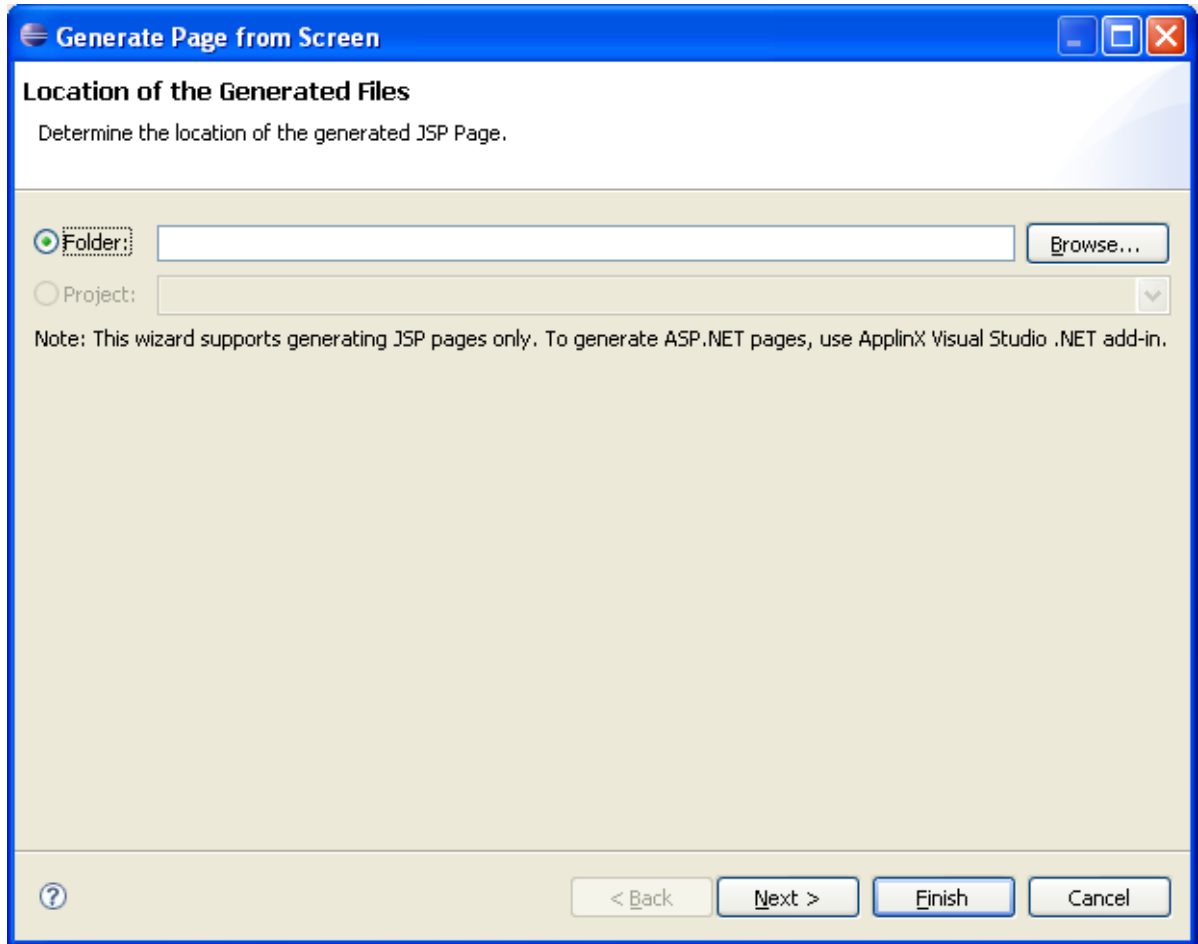 Generate Page from Screen
Location of the Generated Files
Determine the location of the generated JSP Page.
Folder: Browse...
Project:
Note: This wizard supports generating JSP pages only. To generate ASP.NET pages, use ApplinX Visual Studio .NET add-in.
? < Back Next > Finish Cancel